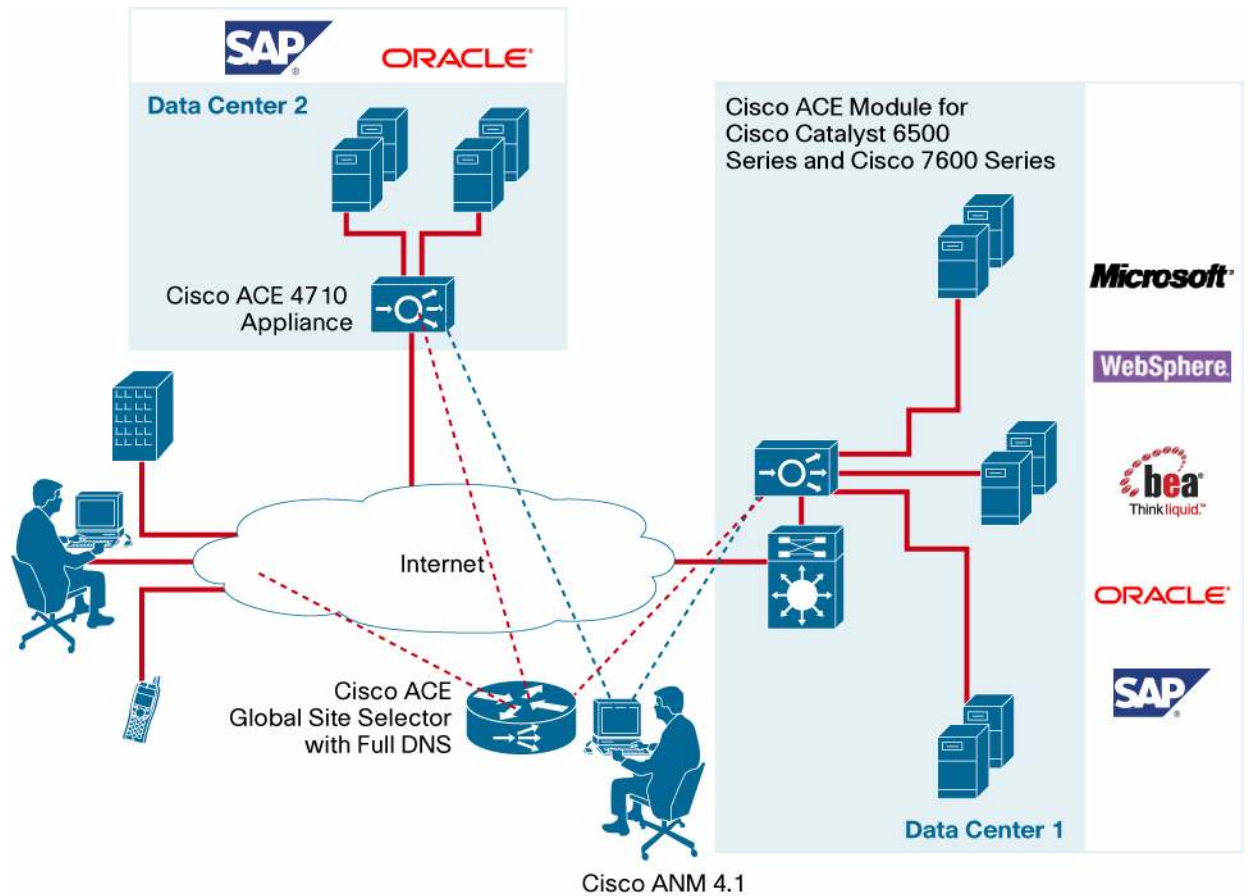 SAP
®
ORACLE®
Data Center 2
Cisco ACE 4710
Appliance
Cisco ACE Module for
Cisco Catalyst 6500
Series and Cisco 7600 Series
Microsoft®
WebSphere.
bea®
Think liquid.™
ORACLE®
SAP
®
Internet
Cisco ACE
Global Site Selector
with Full DNS
Data Center 1
Cisco ANM 4.1